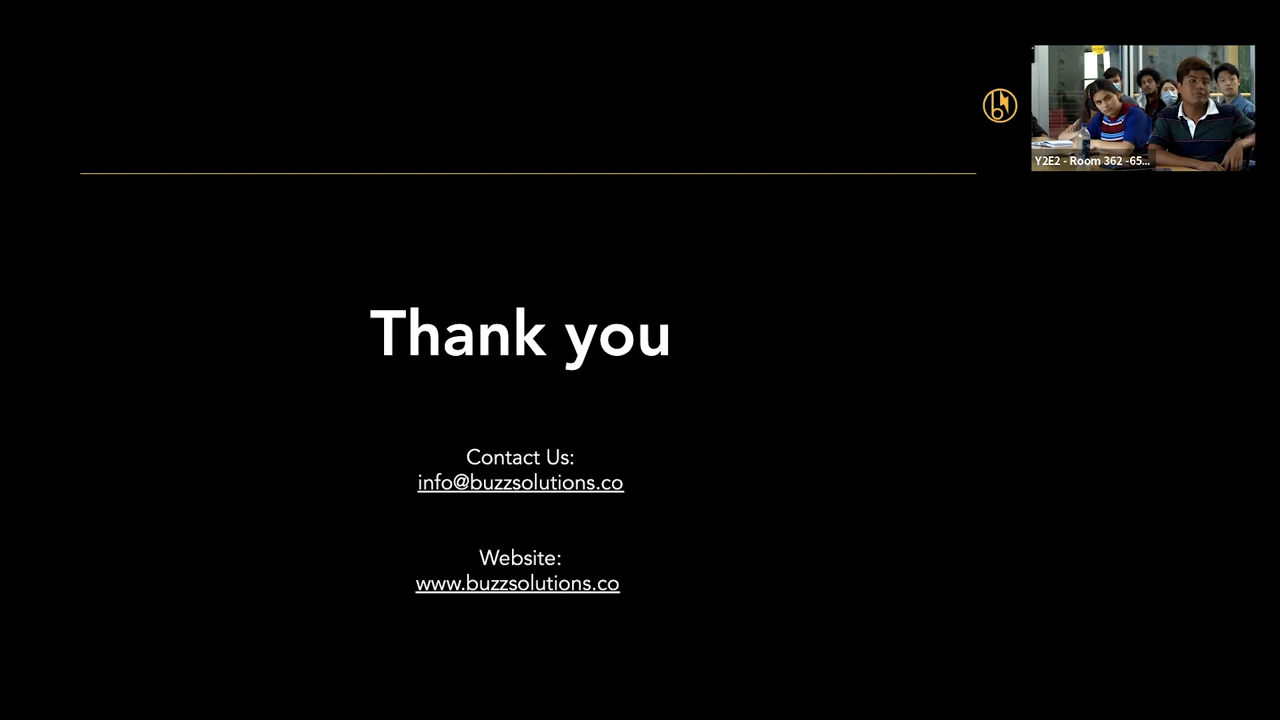 Y2E2 - Room 362 -65...
Thank you
Contact Us:
info@buzzsolutions.co
Website:
www.buzzsolutions.co